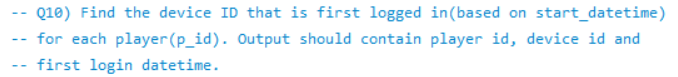 -- Q10) Find the device ID that is first logged in(based on start_datetime)
-- for each player(p_id). Output should contain player id, device id and
-- first login datetime.